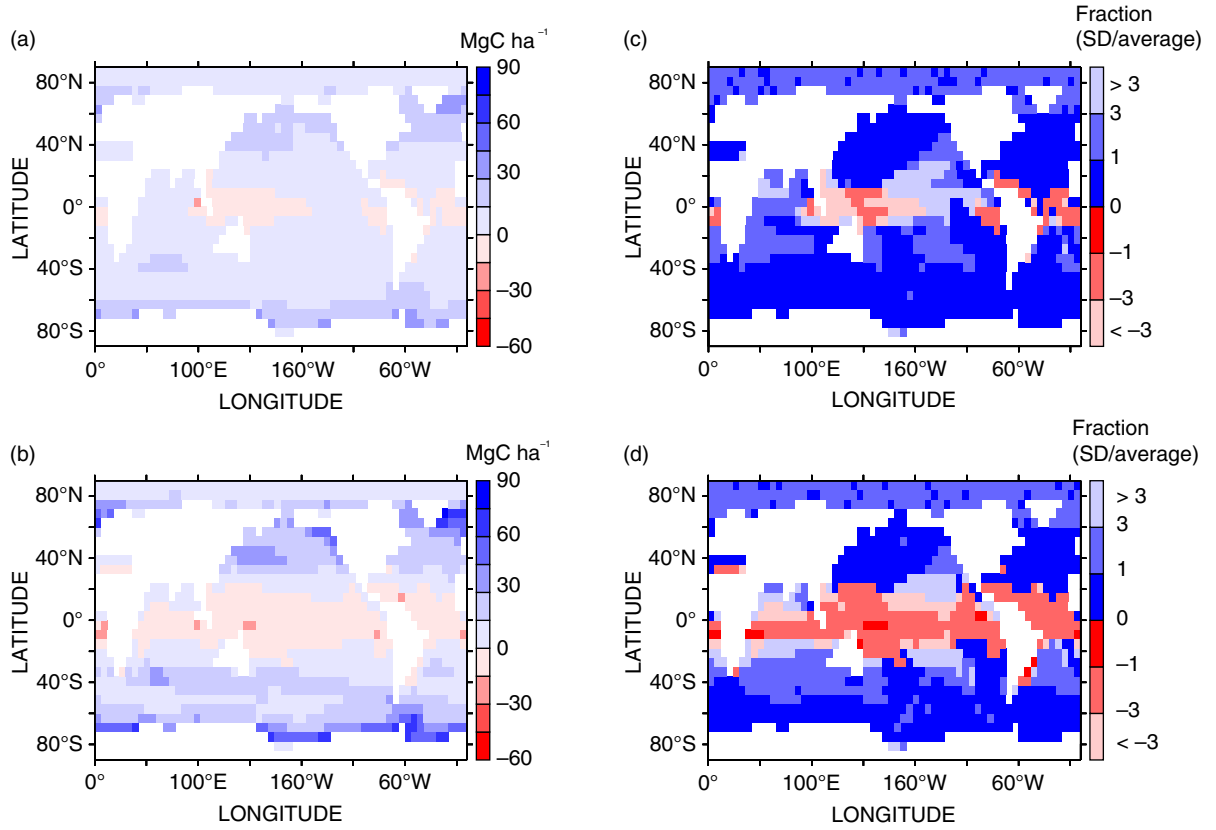 (a)
MgC ha⁻¹
80°N
40°N
0°
40°S
80°S
LATITUDE
0°
100°E
160°W
60°W
LONGITUDE
90
60
30
0
–30
–60
(c)
Fraction
(SD/average)
80°N
40°N
0°
40°S
80°S
LATITUDE
0°
100°E
160°W
60°W
LONGITUDE
> 3
3
1
0
–1
–3
< –3
(b)
MgC ha⁻¹
80°N
40°N
0°
40°S
80°S
LATITUDE
0°
100°E
160°W
60°W
LONGITUDE
90
60
30
0
–30
–60
(d)
Fraction
(SD/average)
80°N
40°N
0°
40°S
80°S
LATITUDE
0°
100°E
160°W
60°W
LONGITUDE
> 3
3
1
0
–1
–3
< –3